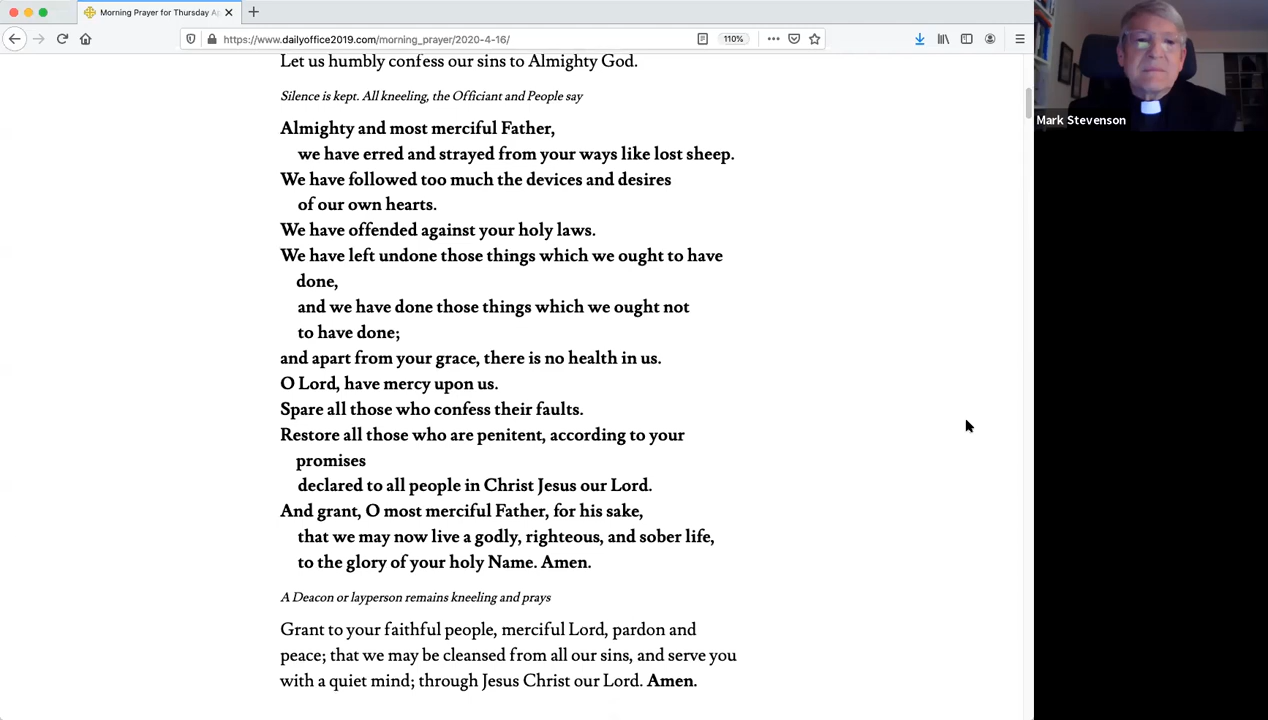 Morning Prayer for Thursday Ap
https://www.dailyoffice2019.com/morning_prayer/2020-4-16/
110%
Let us humbly confess our sins to Almighty God.
Silence is kept. All kneeling, the Officiant and People say
Almighty and most merciful Father,
we have erred and strayed from your ways like lost sheep.
We have followed too much the devices and desires
of our own hearts.
We have offended against your holy laws.
We have left undone those things which we ought to have
done,
and we have done those things which we ought not
to have done;
and apart from your grace, there is no health in us.
O Lord, have mercy upon us.
Spare all those who confess their faults.
Restore all those who are penitent, according to your
promises
declared to all people in Christ Jesus our Lord.
And grant, O most merciful Father, for his sake,
that we may now live a godly, righteous, and sober life,
to the glory of your holy Name. Amen.
A Deacon or layperson remains kneeling and prays
Grant to your faithful people, merciful Lord, pardon and
peace; that we may be cleansed from all our sins, and serve you
with a quiet mind; through Jesus Christ our Lord. Amen.
Mark Stevenson